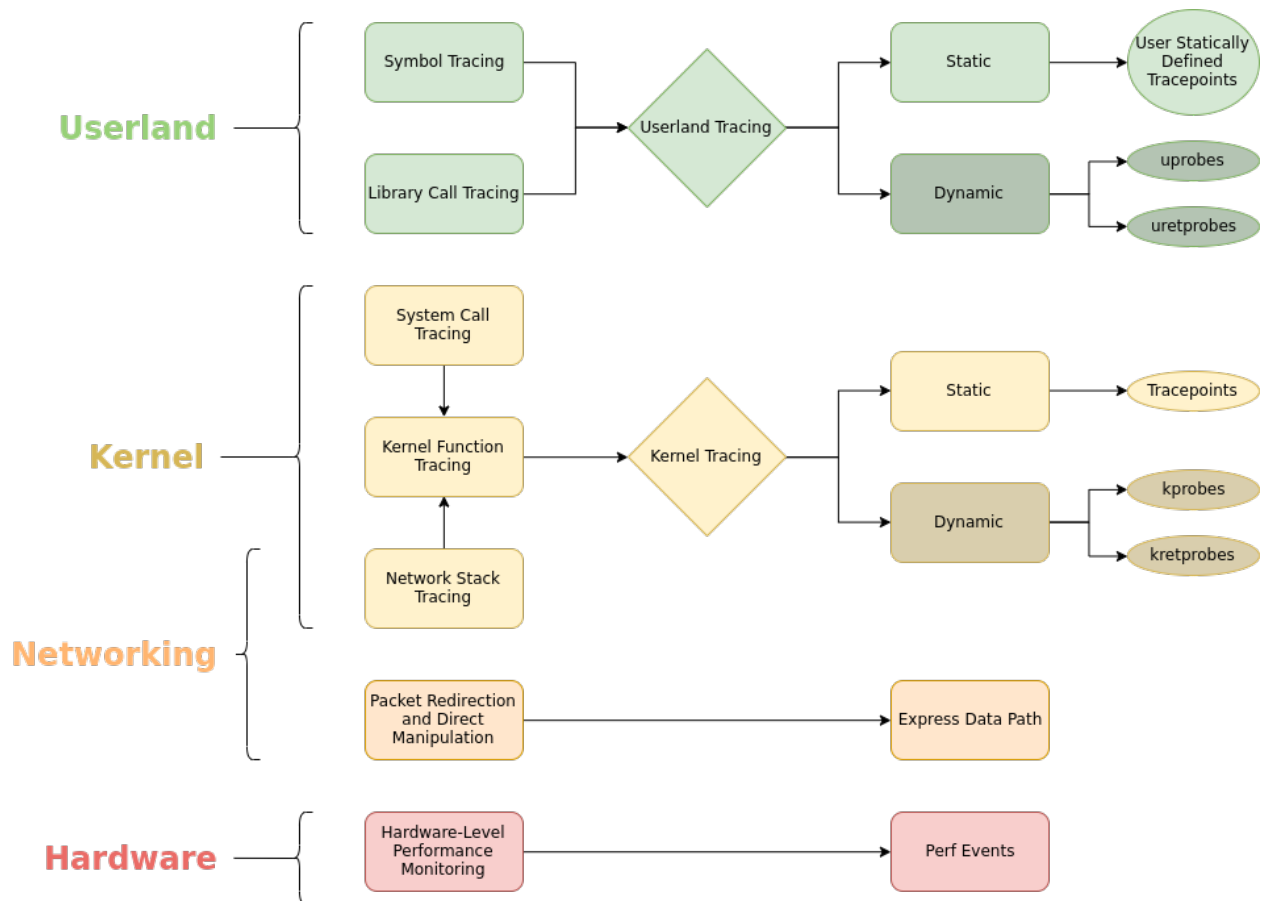 Userland
Symbol Tracing
Library Call Tracing
Userland Tracing
Static
User Statically
Defined
Tracepoints
Dynamic
uprobes
uretprobes
Kernel
System Call
Tracing
Kernel Function
Tracing
Network Stack
Tracing
Kernel Tracing
Static
Tracepoints
Dynamic
kprobes
kretprobes
Networking
Packet Redirection
and Direct
Manipulation
Express Data Path
Hardware
Hardware-Level
Performance
Monitoring
Perf Events